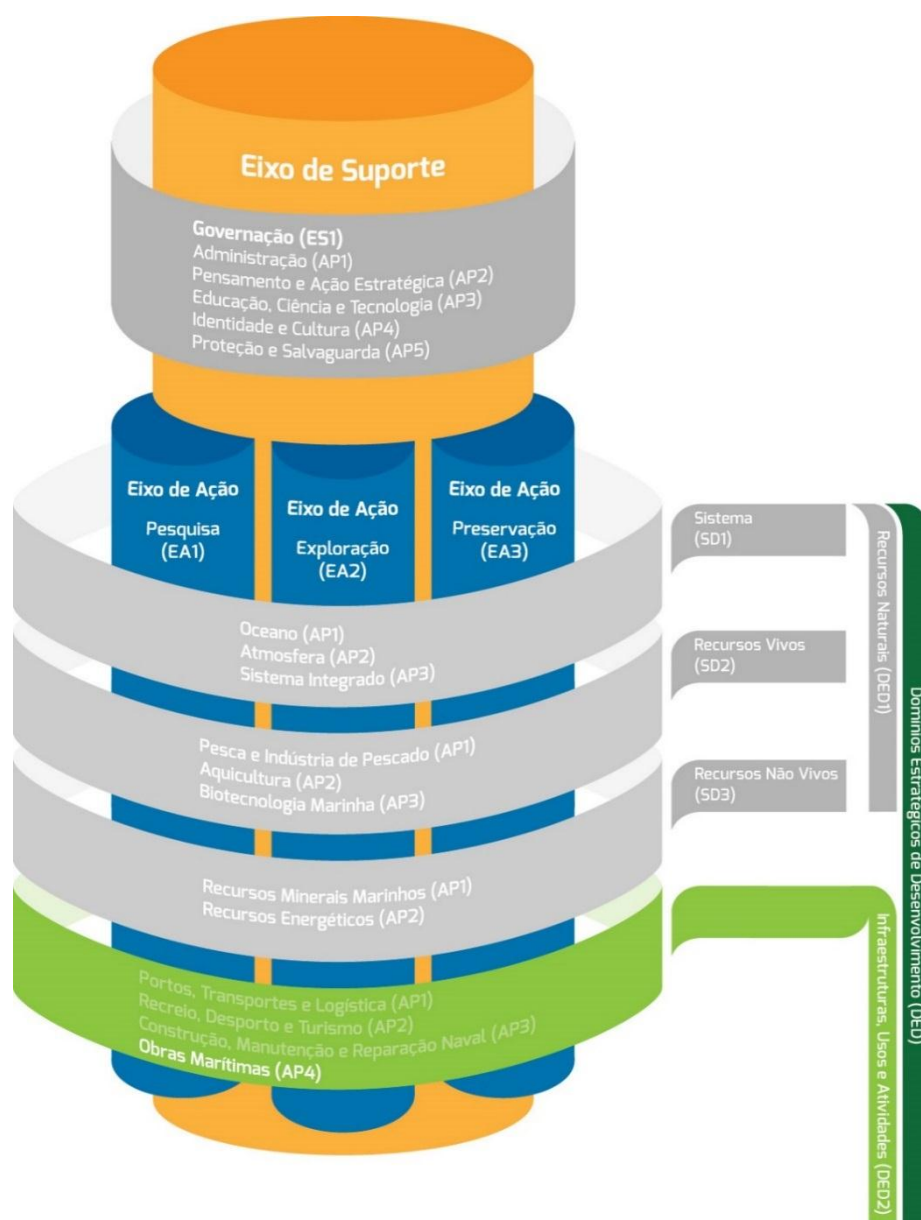 Eixo de Suporte
Governação (ES1)
Administração (AP1)
Pensamento e Ação Estratégica (AP2)
Educação, Ciência e Tecnologia (AP3)
Identidade e Cultura (AP4)
Proteção e Salvaguarda (AP5)
Eixo de Ação
Pesquisa
(EA1)
Eixo de Ação
Exploração
(EA2)
Eixo de Ação
Preservação
(EA3)
Oceano (AP1)
Atmosfera (AP2)
Sistema Integrado (AP3)
Pesca e Indústria de Pescado (AP1)
Aquicultura (AP2)
Biotecnologia Marinha (AP3)
Recursos Minerais Marinhos (AP1)
Recursos Energéticos (AP2)
Portos, Transportes e Logística (AP1)
Recreio, Desporto e Turismo (AP2)
Construção, Manutenção e Reparação Naval (AP3)
Obras Marítimas (AP4)
Sistema
(SD1)
Recursos Vivos
(SD2)
Recursos Não Vivos
(SD3)
Recursos Naturais (DED1)
Infraestruturas, Usos e Atividades (DED2)
Domínios Estratégicos de Desenvolvimento (DED)